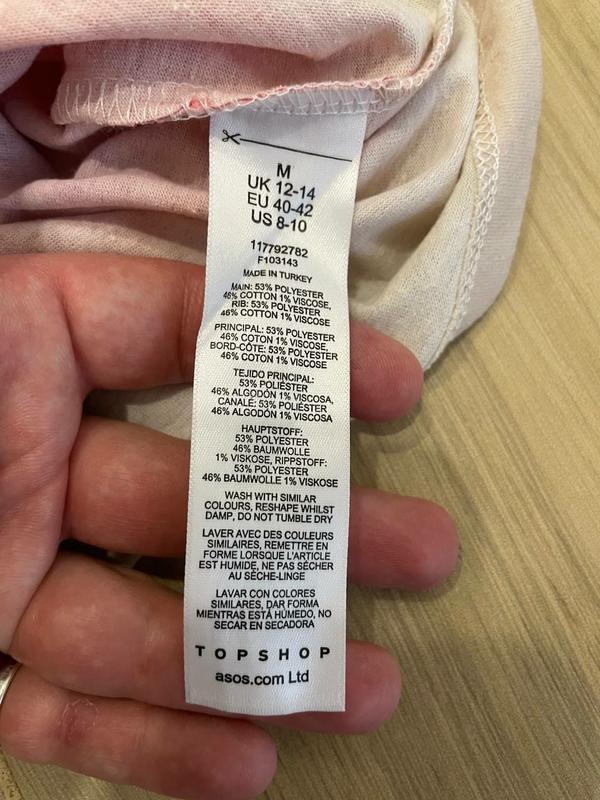 M
UK 12-14
EU 40-42
US 8-10
117792782
F103143
MADE IN TURKEY
MAIN: 53% POLYESTER
46% COTTON 1% VISCOSE,
RIB: 53% POLYESTER
46% COTTON 1% VISCOSE
PRINCIPAL: 53% POLYESTER
46% COTON 1% VISCOSE,
BORD-CÔTE: 53% POLYESTER
46% COTON 1% VISCOSE
TEJIDO PRINCIPAL:
53% POLIÉSTER
46% ALGODÓN 1% VISCOSA,
CANALÉ: 53% POLIÉSTER
46% ALGODÓN 1% VISCOSA
HAUPTSTOFF:
53% POLYESTER
46% BAUMWOLLE
1% VISKOSE, RIPPSTOFF:
53% POLYESTER
46% BAUMWOLLE 1% VISKOSE
WASH WITH SIMILAR
COLOURS, RESHAPE WHILST
DAMP, DO NOT TUMBLE DRY
LAVER AVEC DES COULEURS
SIMILAIRES, REMETTRE EN
FORME LORSQUE L'ARTICLE
EST HUMIDE, NE PAS SÉCHER
AU SÈCHE-LINGE
LAVAR CON COLORES
SIMILARES, DAR FORMA
MIENTRAS ESTÁ HÚMEDO, NO
SECAR EN SECADORA
TOPSHOP
asos.com Ltd